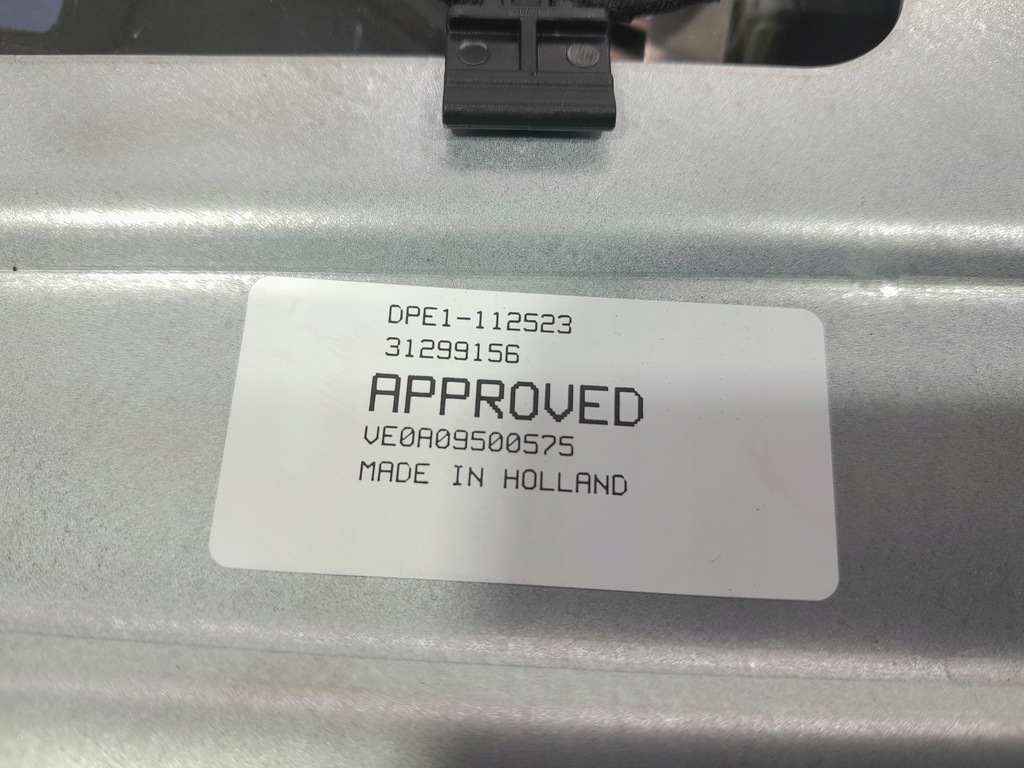 DPE1-112523
31299156
APPROVED
VE0A09500575
MADE IN HOLLAND